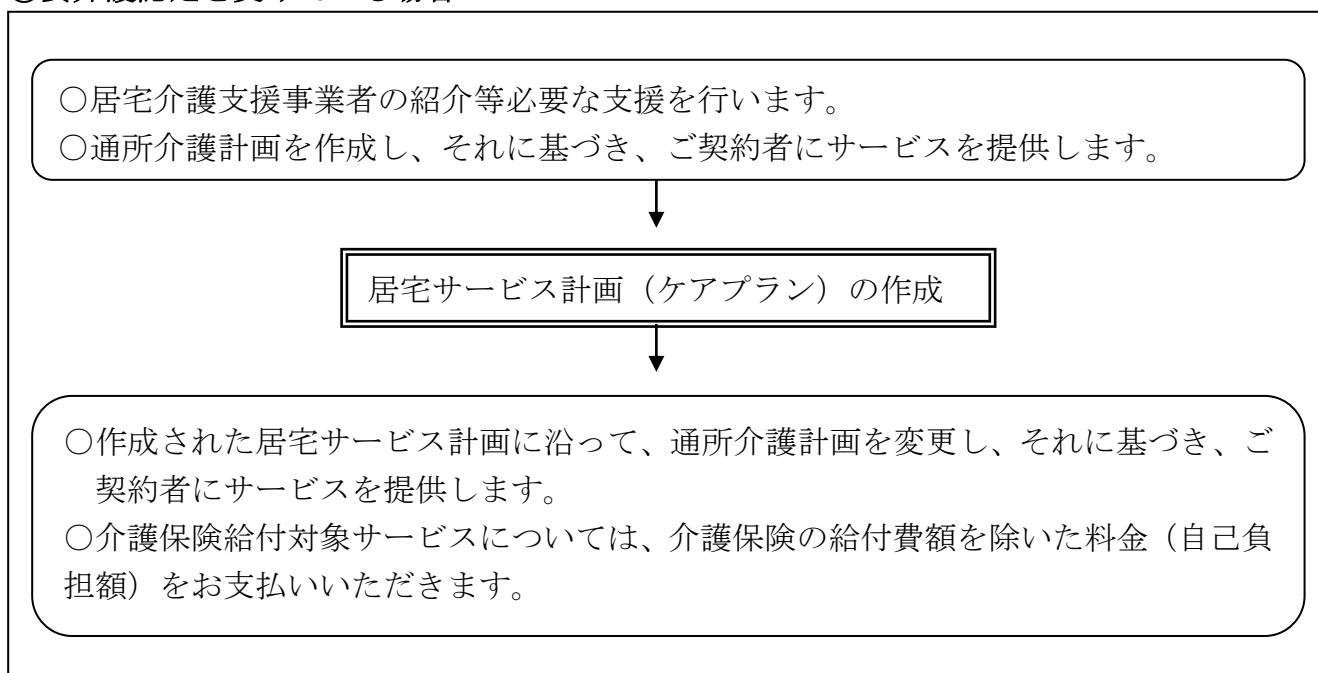 ○居宅介護支援事業者の紹介等必要な支援を行います。
○通所介護計画を作成し、それに基づき、ご契約者にサービスを提供します。
居宅サービス計画（ケアプラン）の作成
○作成された居宅サービス計画に沿って、通所介護計画を変更し、それに基づき、ご
契約者にサービスを提供します。
○介護保険給付対象サービスについては、介護保険の給付費額を除いた料金（自己負
担額）をお支払いいただきます。